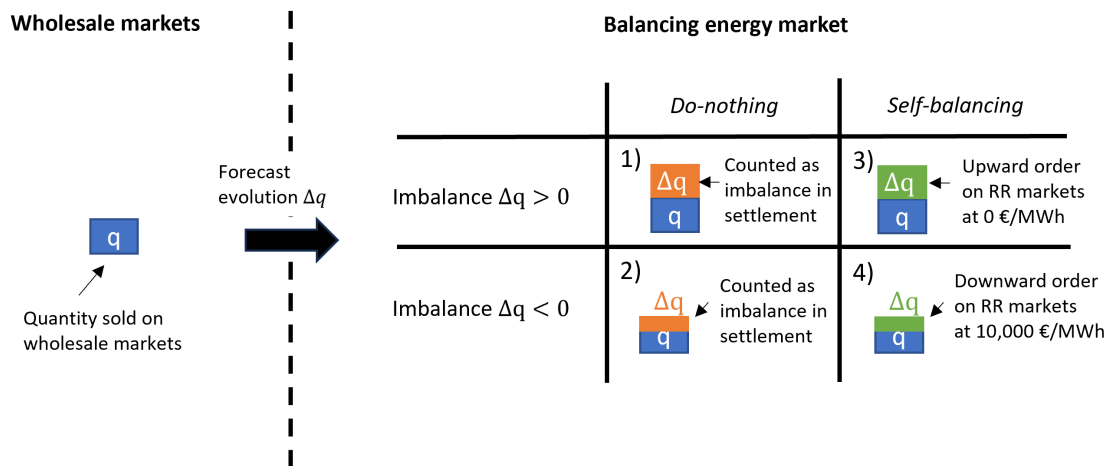 Wholesale markets
Balancing energy market
Do-nothing
Self-balancing
Forecast
evolution Δq
q
Quantity sold on
wholesale markets
Imbalance Δq > 0
1)
Δq
q
Counted as
imbalance in
settlement
3)
Δq
q
Upward order
on RR markets
at 0 €/MWh
Imbalance Δq < 0
2)
Δq
q
Counted as
imbalance in
settlement
4)
Δq
q
Downward order
on RR markets
at 10,000 €/MWh